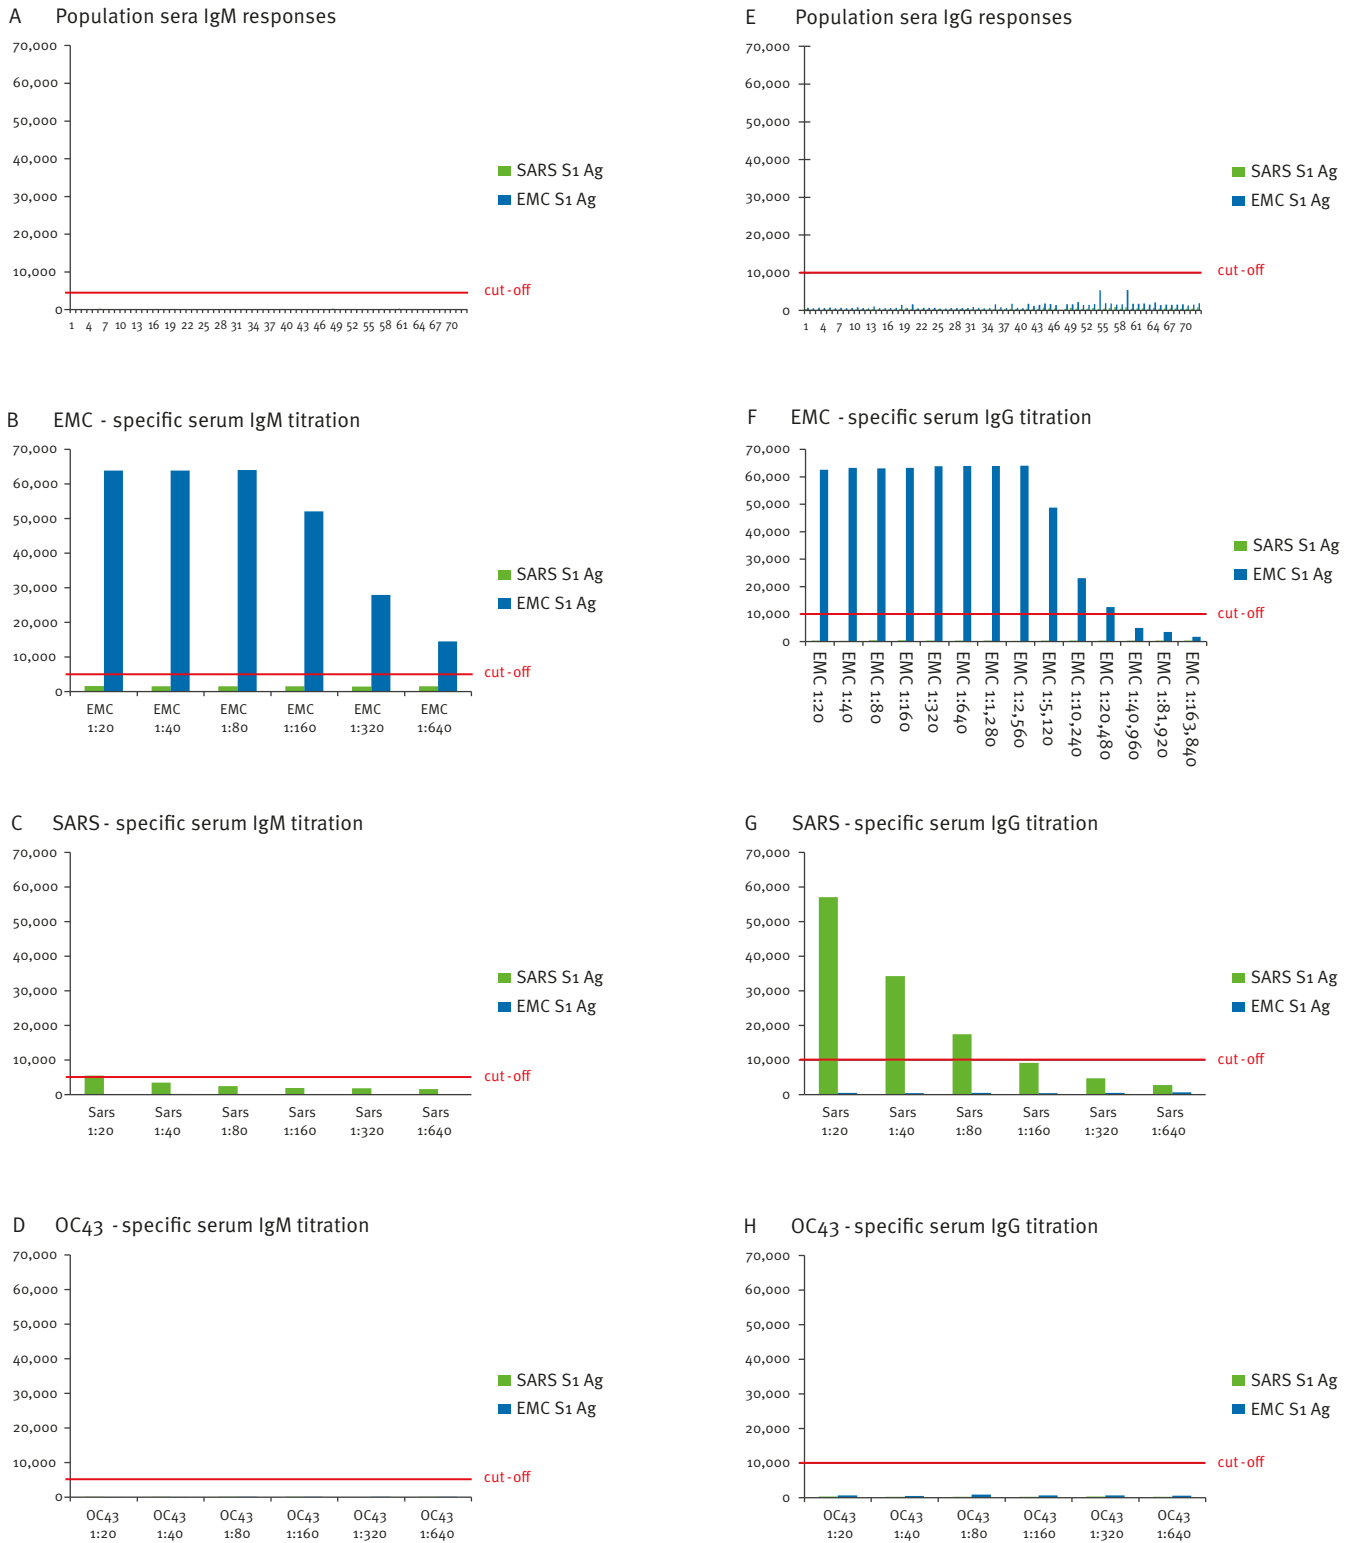 A Population sera IgM responses
70,000
60,000
50,000
40,000
30,000
20,000
10,000
0
cut-off
1 4 7 10 13 16 19 22 25 28 31 34 37 40 43 46 49 52 55 58 61 64 67 70
SARS S1 Ag
EMC S1 Ag
E Population sera IgG responses
70,000
60,000
50,000
40,000
30,000
20,000
10,000
0
cut-off
1 4 7 10 13 16 19 22 25 28 31 34 37 40 43 46 49 52 55 58 61 64 67 70
SARS S1 Ag
EMC S1 Ag
B EMC - specific serum IgM titration
70,000
60,000
50,000
40,000
30,000
20,000
10,000
0
cut-off
EMC EMC EMC EMC EMC EMC
1:20 1:40 1:80 1:160 1:320 1:640
SARS S1 Ag
EMC S1 Ag
F EMC - specific serum IgG titration
70,000
60,000
50,000
40,000
30,000
20,000
10,000
0
cut-off
EMC 1:20
EMC 1:40
EMC 1:80
EMC 1:160
EMC 1:320
EMC 1:640
EMC 1:1,280
EMC 1:2,560
EMC 1:5,120
EMC 1:10,240
EMC 1:20,480
EMC 1:40,960
EMC 1:81,920
EMC 1:163,840
SARS S1 Ag
EMC S1 Ag
C SARS - specific serum IgM titration
70,000
60,000
50,000
40,000
30,000
20,000
10,000
0
cut-off
Sars Sars Sars Sars Sars Sars
1:20 1:40 1:80 1:160 1:320 1:640
SARS S1 Ag
EMC S1 Ag
G SARS - specific serum IgG titration
70,000
60,000
50,000
40,000
30,000
20,000
10,000
0
cut-off
Sars Sars Sars Sars Sars Sars
1:20 1:40 1:80 1:160 1:320 1:640
SARS S1 Ag
EMC S1 Ag
D OC43 - specific serum IgM titration
70,000
60,000
50,000
40,000
30,000
20,000
10,000
0
cut-off
OC43 OC43 OC43 OC43 OC43 OC43
1:20 1:40 1:80 1:160 1:320 1:640
SARS S1 Ag
EMC S1 Ag
H OC43 - specific serum IgG titration
70,000
60,000
50,000
40,000
30,000
20,000
10,000
0
cut-off
OC43 OC43 OC43 OC43 OC43 OC43
1:20 1:40 1:80 1:160 1:320 1:640
SARS S1 Ag
EMC S1 Ag